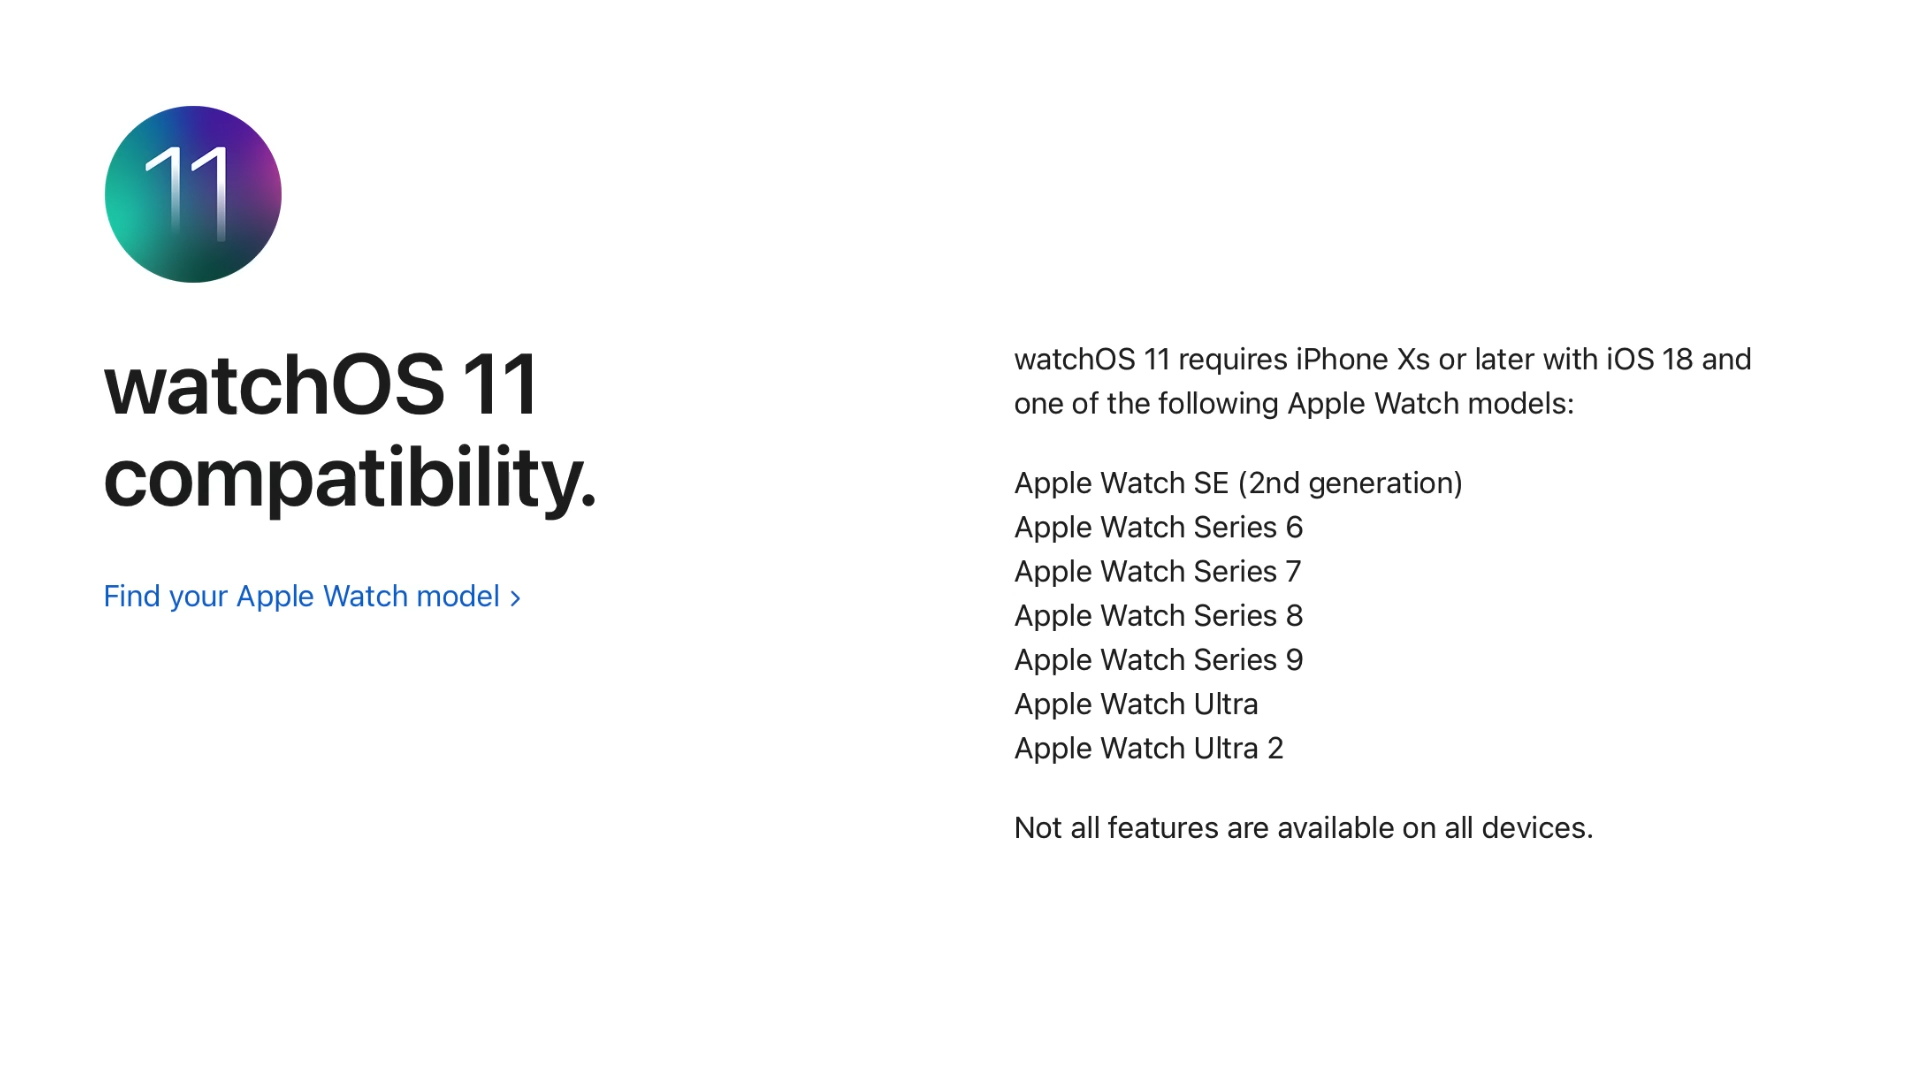 11
watchOS 11
compatibility.
Find your Apple Watch model >
watchOS 11 requires iPhone Xs or later with iOS 18 and
one of the following Apple Watch models:
Apple Watch SE (2nd generation)
Apple Watch Series 6
Apple Watch Series 7
Apple Watch Series 8
Apple Watch Series 9
Apple Watch Ultra
Apple Watch Ultra 2
Not all features are available on all devices.